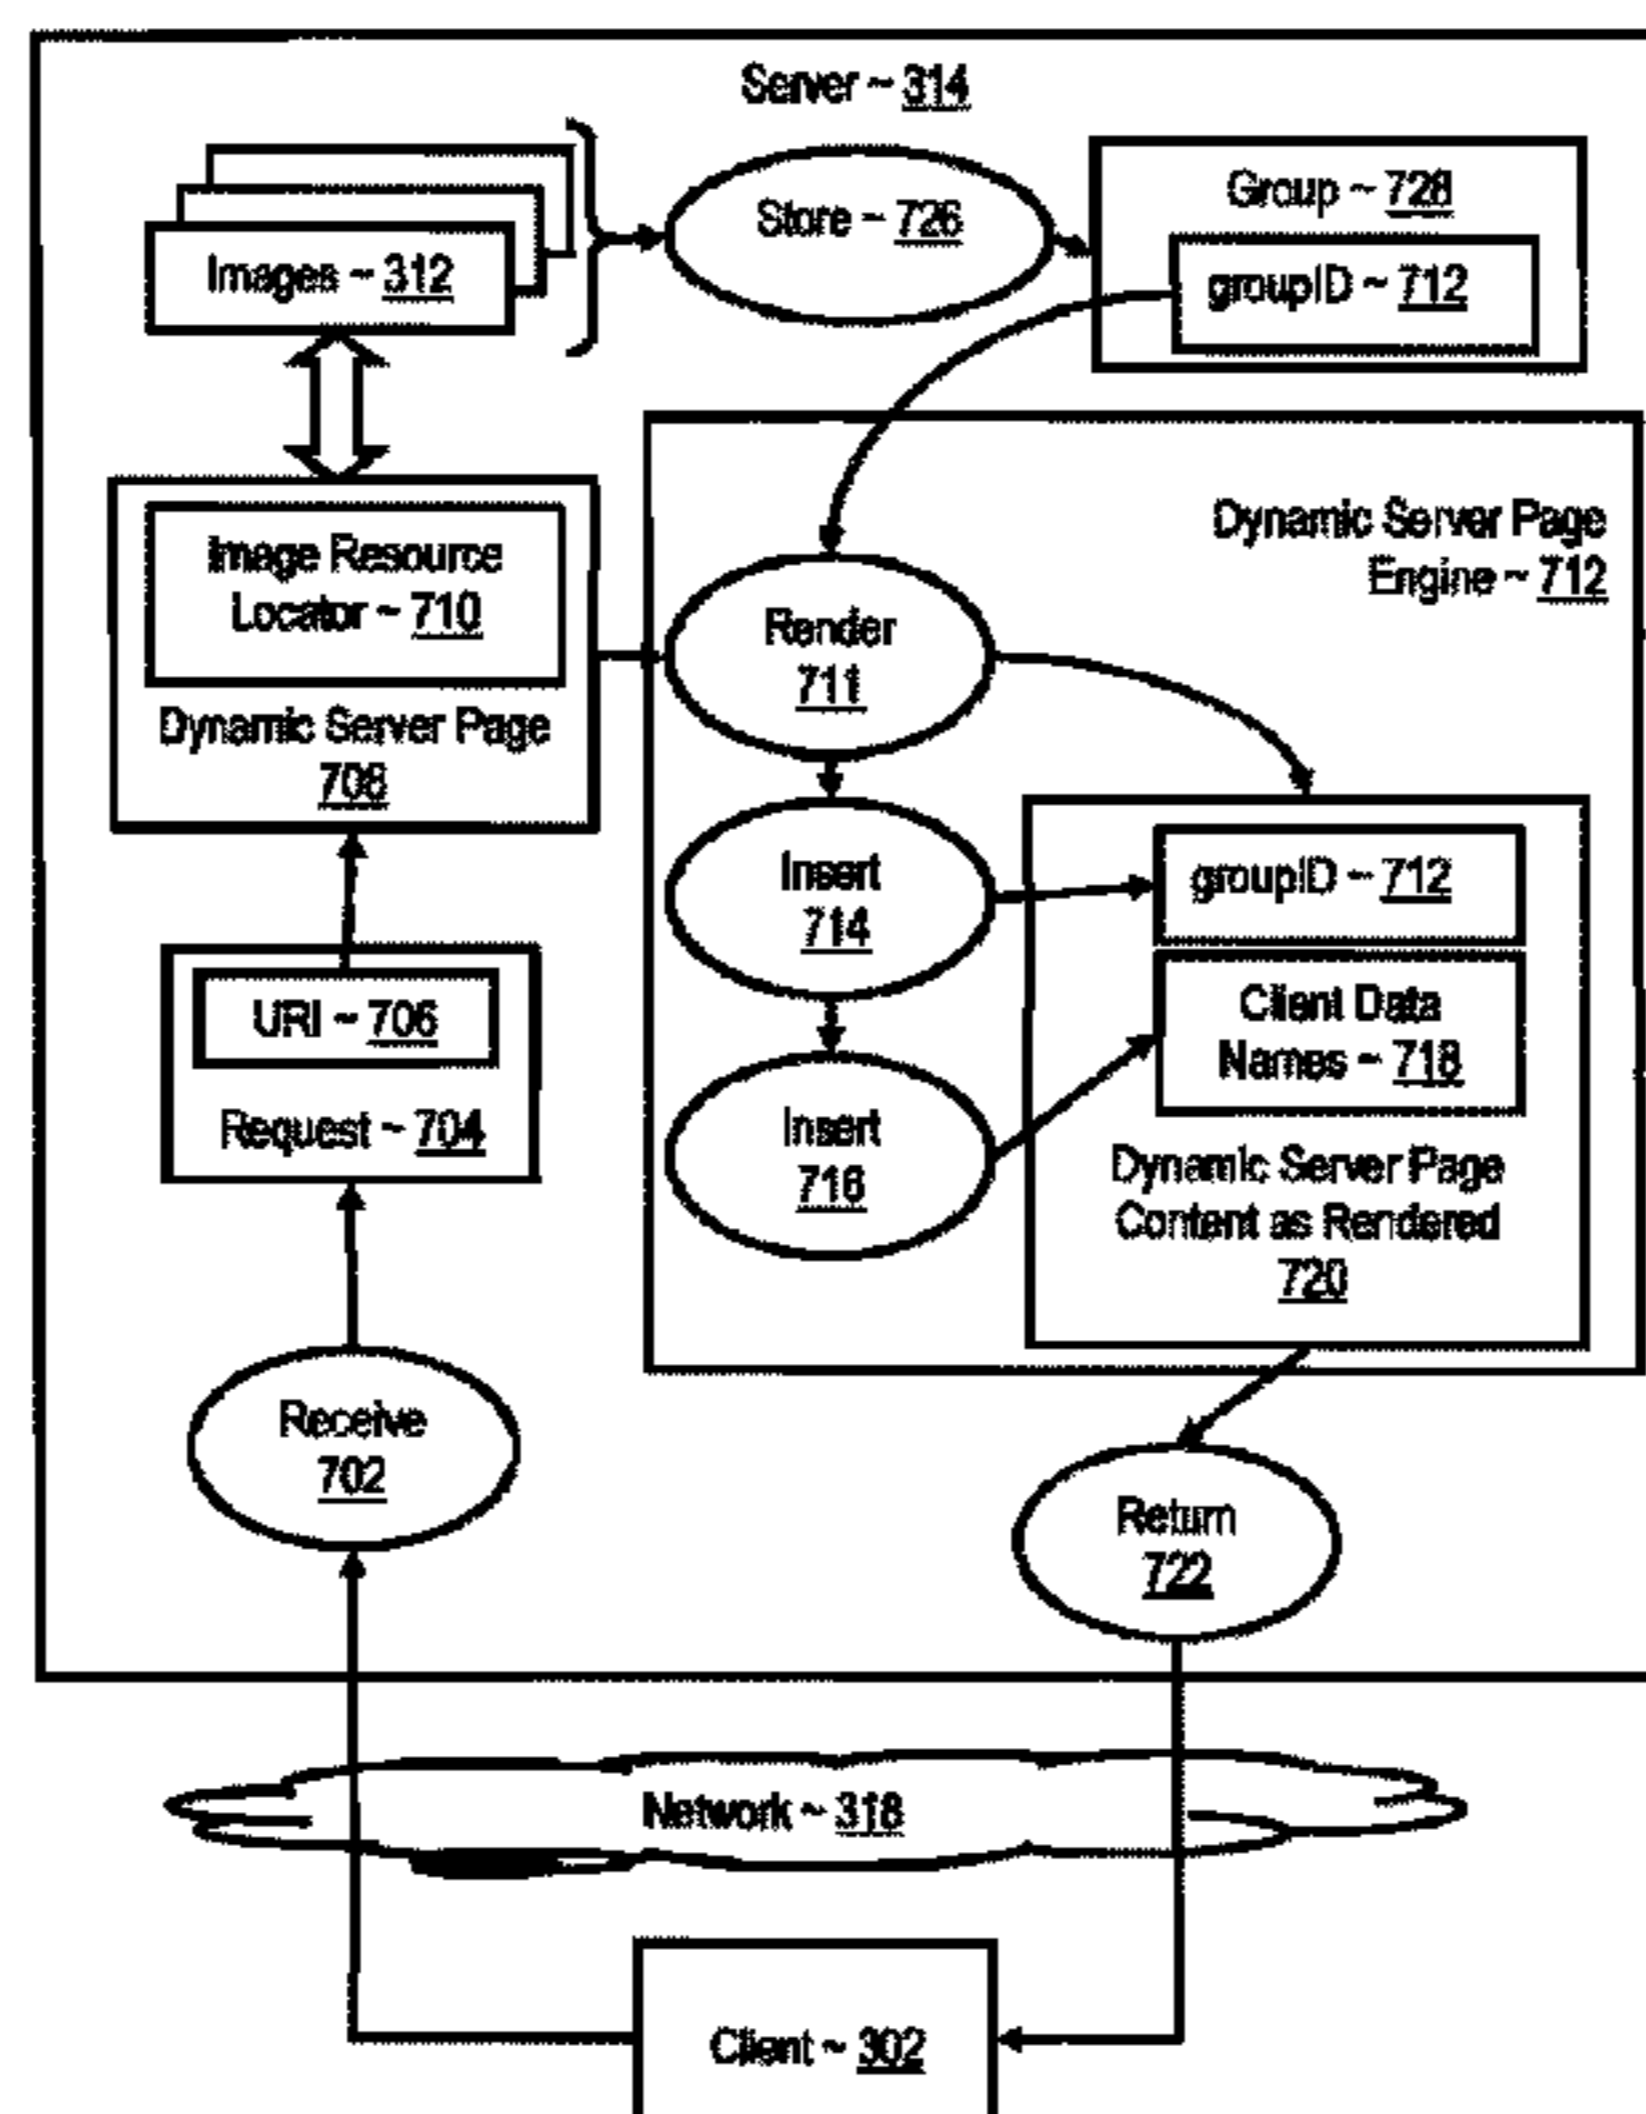 Server ~ 314
Images ~ 312
Store ~ 726
Group ~ 728
groupID ~ 712
Image Resource
Locator ~ 710
Dynamic Server Page
708
Dynamic Server Page
Engine ~ 712
Render
711
Insert
714
groupID ~ 712
Client Data
Names ~ 718
Insert
716
Dynamic Server Page
Content as Rendered
720
URI ~ 706
Request ~ 704
Receive
702
Return
722
Network ~ 318
Client ~ 302